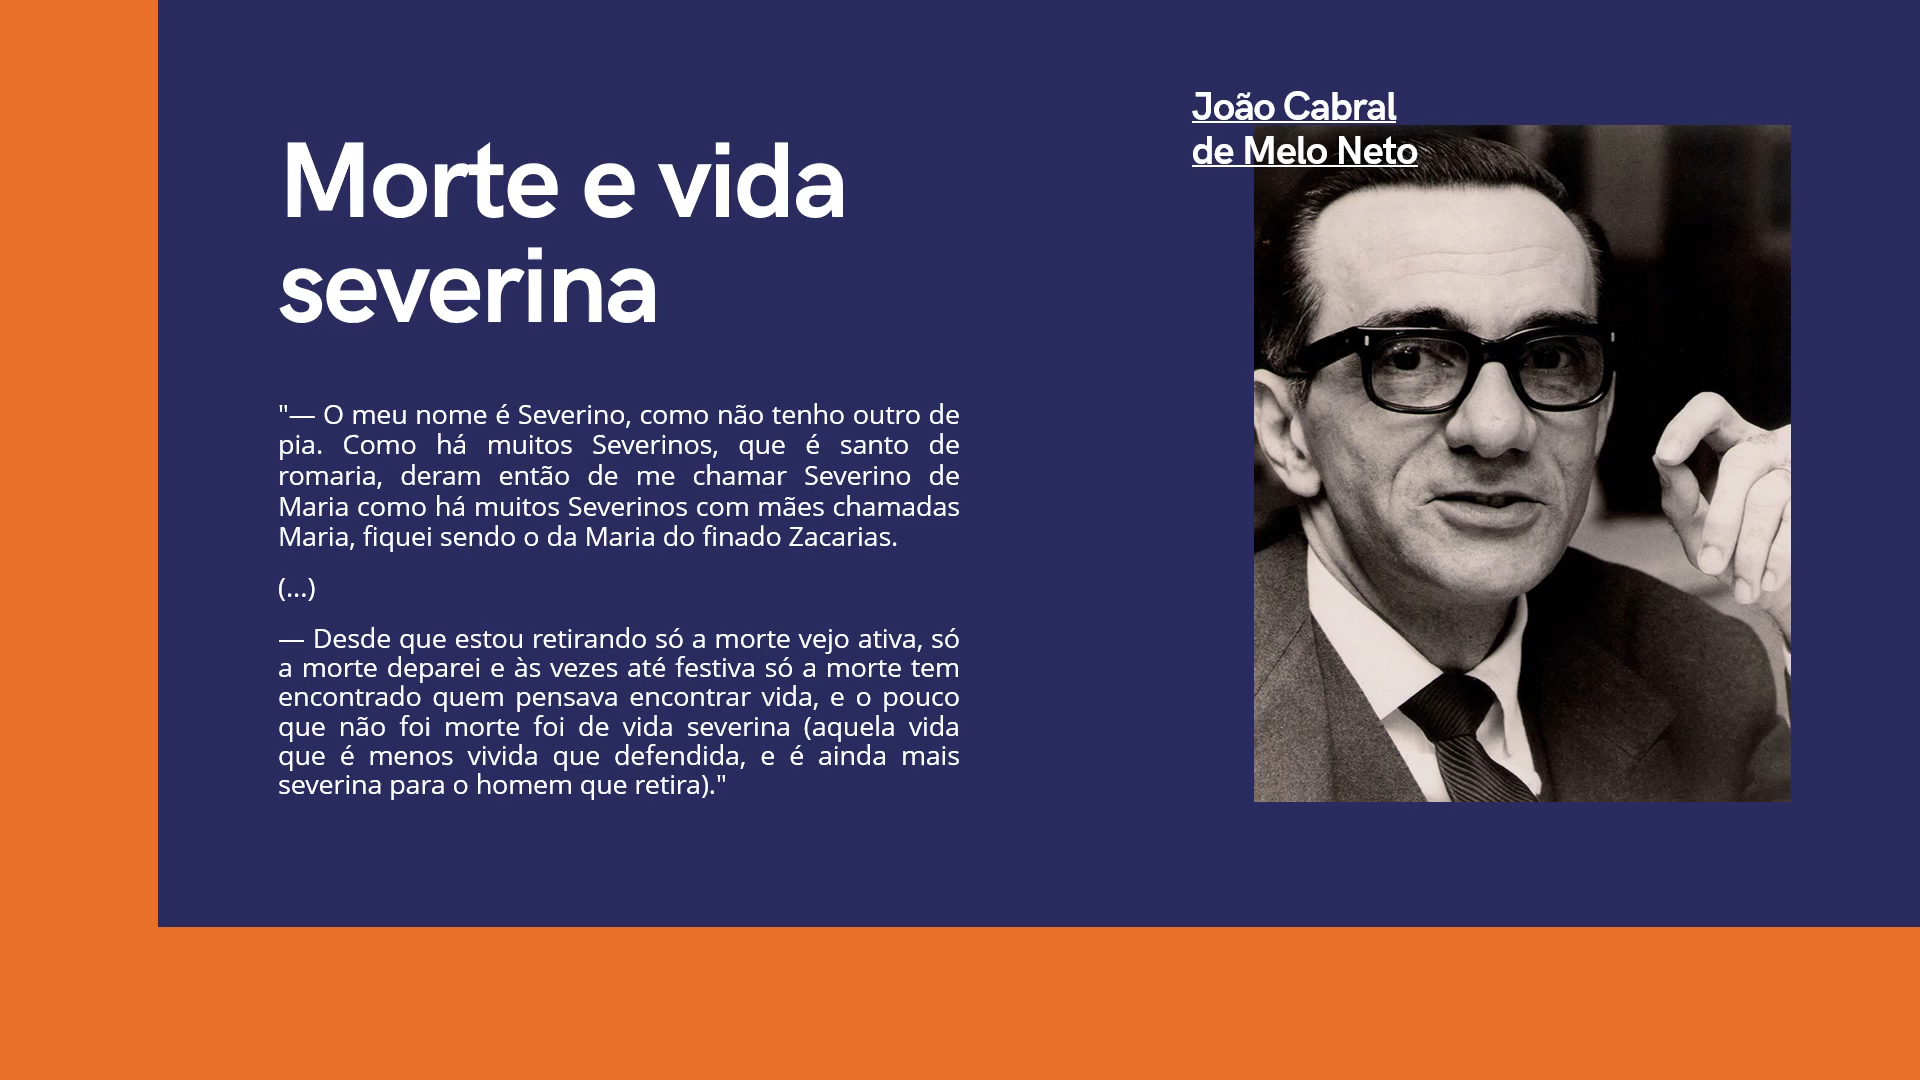 Morte e vida
severina
"— O meu nome é Severino, como não tenho outro de
pia. Como há muitos Severinos, que é santo de
romaria, deram então de me chamar Severino de
Maria como há muitos Severinos com mães chamadas
Maria, fiquei sendo o da Maria do finado Zacarias.
(...)
— Desde que estou retirando só a morte vejo ativa, só
a morte deparei e às vezes até festiva só a morte tem
encontrado quem pensava encontrar vida, e o pouco
que não foi morte foi de vida severina (aquela vida
que é menos vivida que defendida, e é ainda mais
severina para o homem que retira)."
João Cabral
de Melo Neto